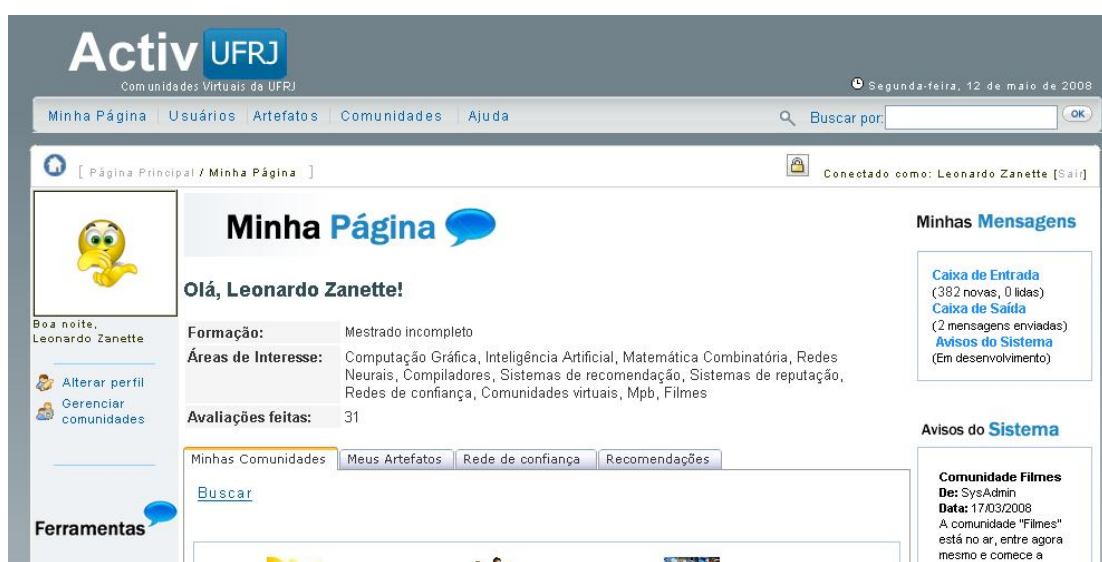 Activ UFRJ
Comunidades Virtuais da UFRJ
Segunda-feira, 12 de maio de 2008
Minha Página Usuários Artefatos Comunidades Ajuda
Buscar por: OK
[ Página Principal / Minha Página ]
Conectado como: Leonardo Zanette [Sair]
Boa noite,
Leonardo Zanette
Alterar perfil
Gerenciar
comunidades
Ferramentas
Minha Página
Olá, Leonardo Zanette!
Formação: Mestrado incompleto
Áreas de Interesse: Computação Gráfica, Inteligência Artificial, Matemática Combinatória, Redes
Neurais, Compiladores, Sistemas de recomendação, Sistemas de reputação,
Redes de confiança, Comunidades virtuais, Mpb, Filmes
Avaliações feitas: 31
Minhas Comunidades Meus Artefatos Rede de confiança Recomendações
Buscar
Minhas Mensagens
Caixa de Entrada
(382 novas, 0 lidas)
Caixa de Saída
(2 mensagens enviadas)
Avisos do Sistema
(Em desenvolvimento)
Avisos do Sistema
Comunidade Filmes
De: SysAdmin
Data: 17/03/2008
A comunidade "Filmes"
está no ar, entre agora
mesmo e comece a